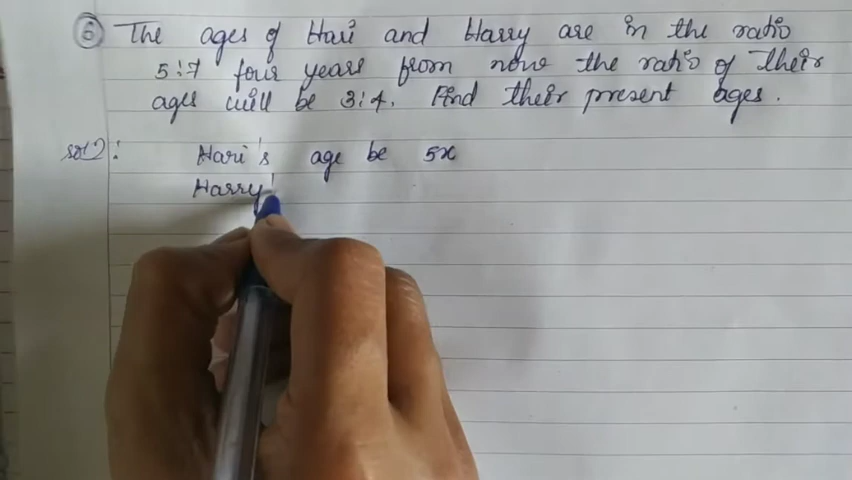 6 The ages of Hari and Harry are in the ratio
5:7 four years from now the ratio of their
ages will be 3:4. Find their present ages.
Sol: Hari's age be 5x
Harry'